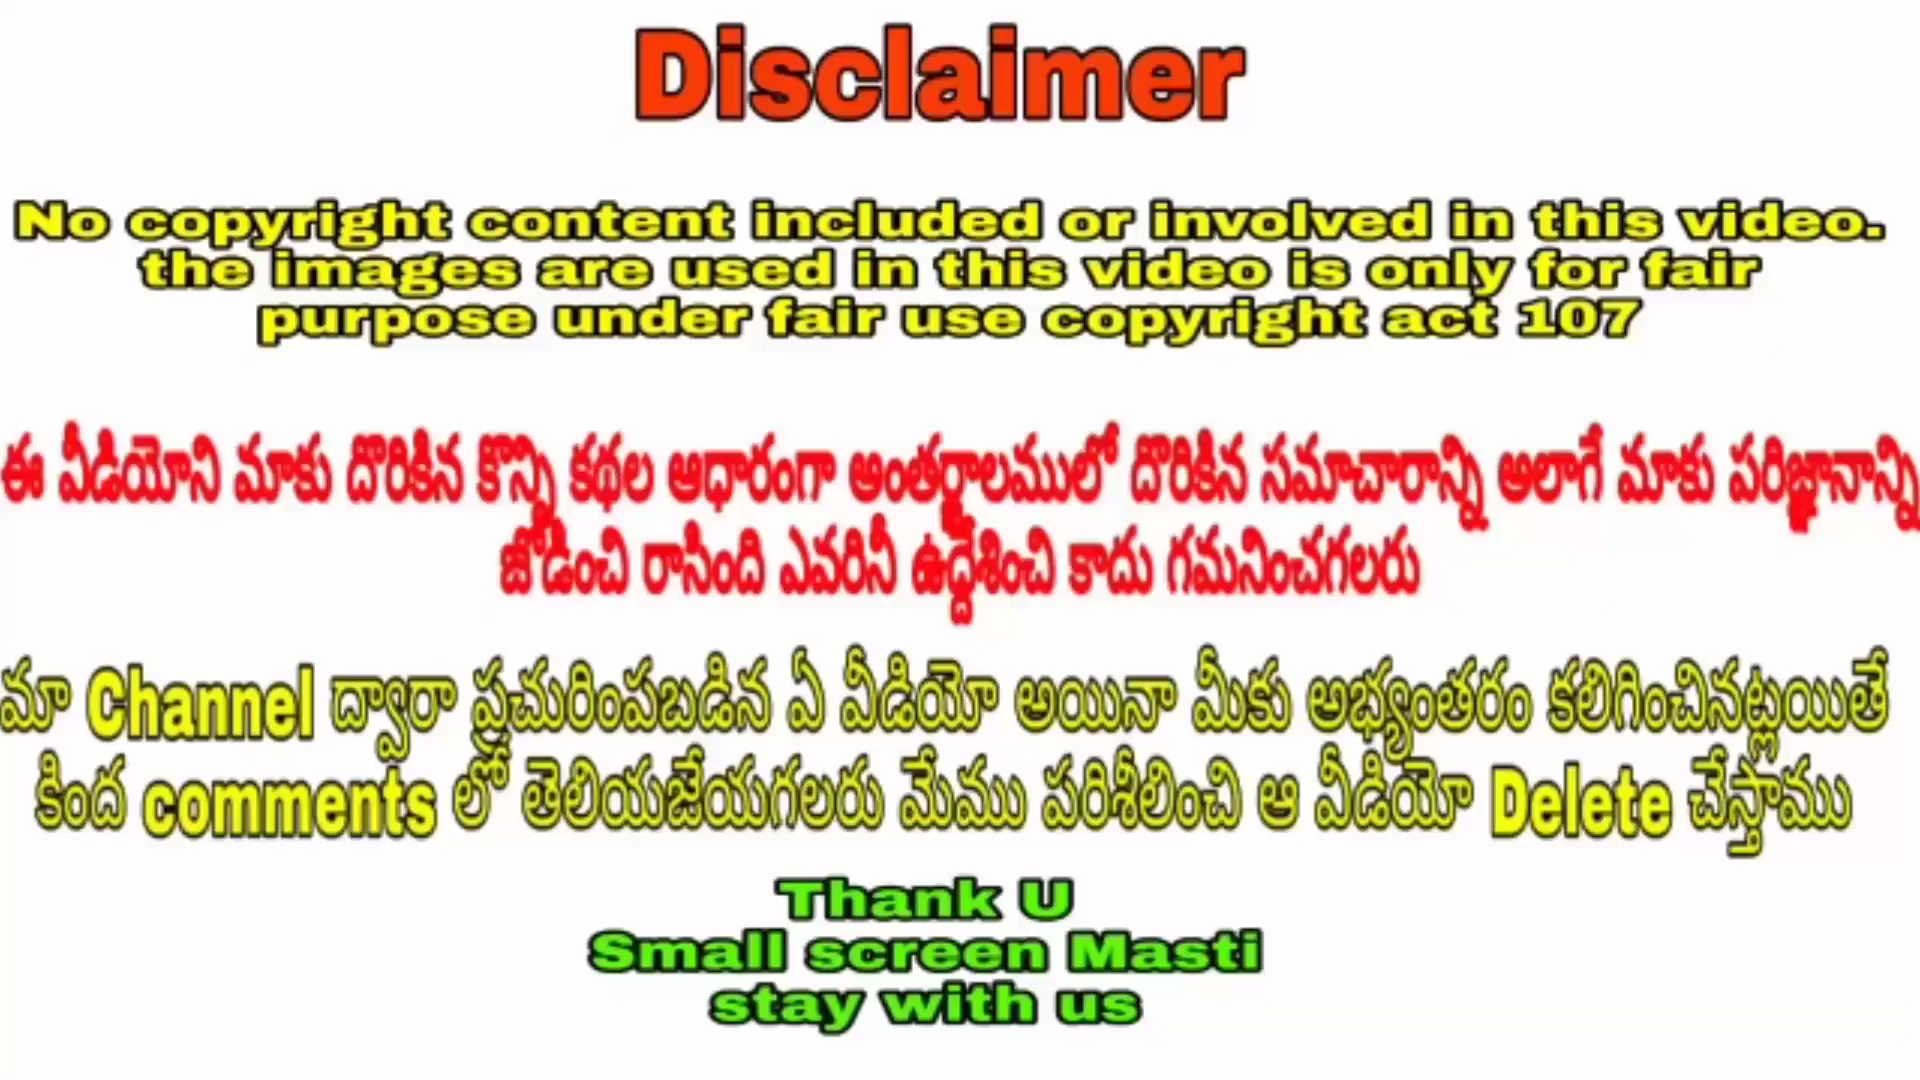 Disclaimer
No copyright content included or involved in this video.
the images are used in this video is only for fair
purpose under fair use copyright act 107
ఈ వీడియోని మాకు దొరికిన కొన్ని కథల ఆధారంగా అంతర్జాలములో దొరికిన సమాచారాన్ని అలాగే మాకు పరిజ్ఞానాన్ని
జోడించి రాసింది ఎవరినీ ఉద్దేశించి కాదు గమనించగలరు
మా Channel ద్వారా ప్రచురింపబడిన ఏ వీడియో అయినా మీకు అభ్యంతరం కలిగించినట్లయితే
కింద comments లో తెలియజేయగలరు మేము పరిశీలించి ఆ వీడియో Delete చేస్తాము
Thank U
Small screen Masti
stay with us